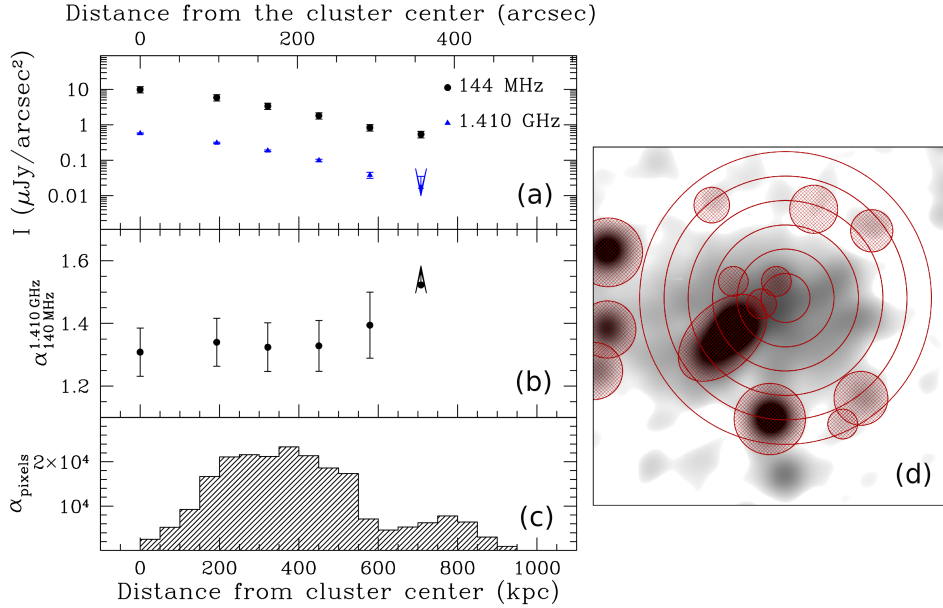 Distance from the cluster center (arcsec)
0 200 400
I (μJy/arcsec²)
10
1
0.1
0.01
144 MHz
1.410 GHz
(a)
α 1.410 GHz 140 MHz
1.6
1.4
1.2
(b)
α pixels
2×10⁴
10⁴
(c)
0 200 400 600 800 1000
Distance from cluster center (kpc)
(d)